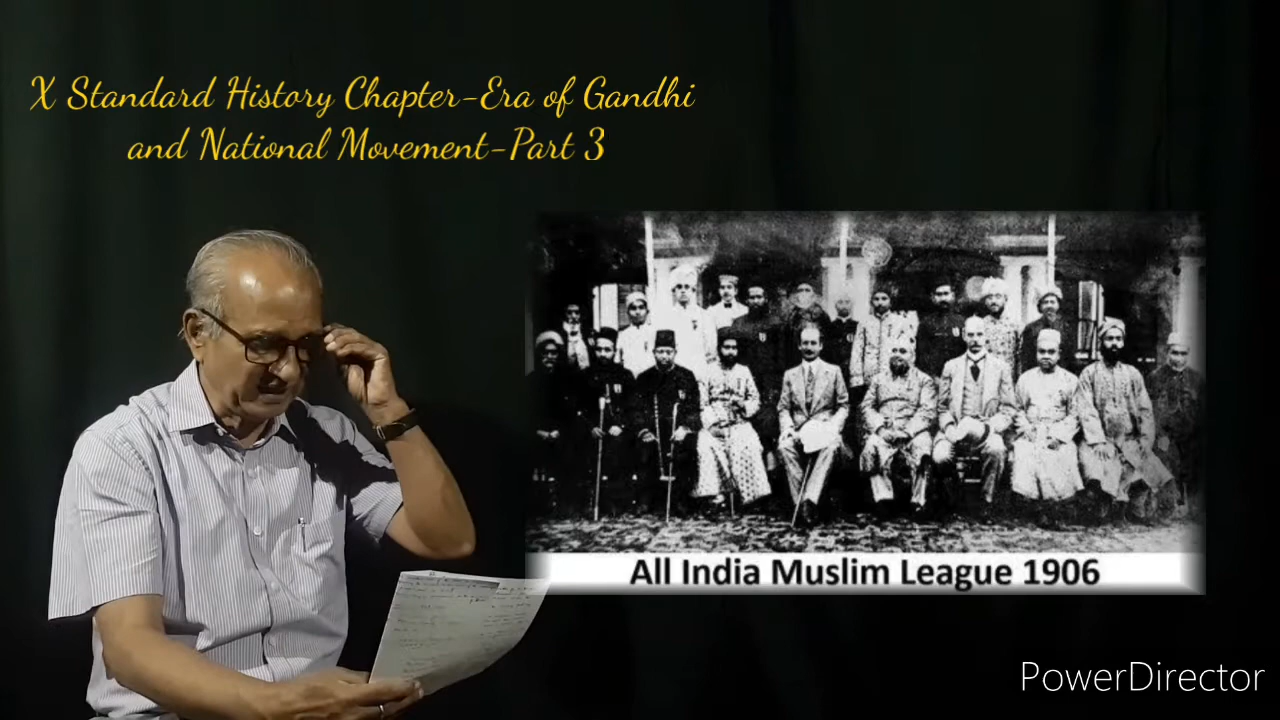 X Standard History Chapter-Era of Gandhi
and National Movement-Part 3
All India Muslim League 1906
PowerDirector